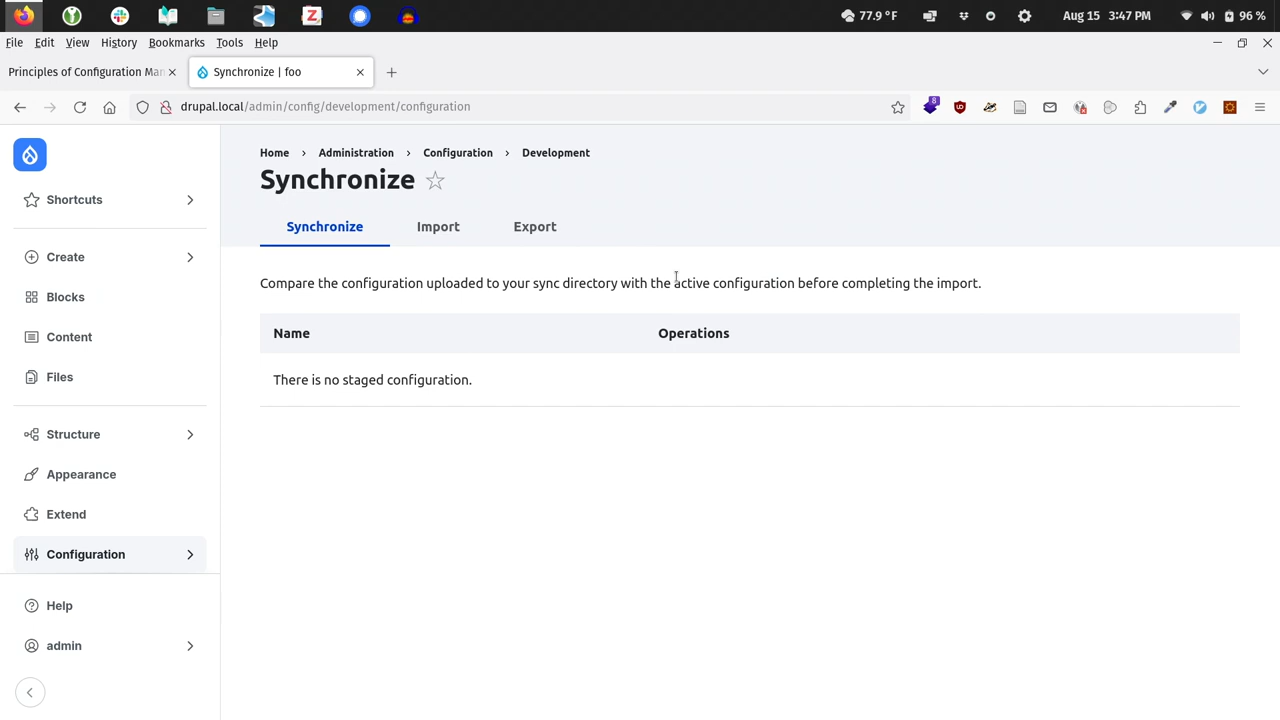 77.9 °F
Aug 15 3:47 PM
96 %
File Edit View History Bookmarks Tools Help
Principles of Configuration Man
Synchronize | foo
drupal.local/admin/config/development/configuration
8
Home > Administration > Configuration > Development
Synchronize
Synchronize Import Export
Compare the configuration uploaded to your sync directory with the active configuration before completing the import.
Name Operations
There is no staged configuration.
Shortcuts
Create
Blocks
Content
Files
Structure
Appearance
Extend
Configuration
Help
admin